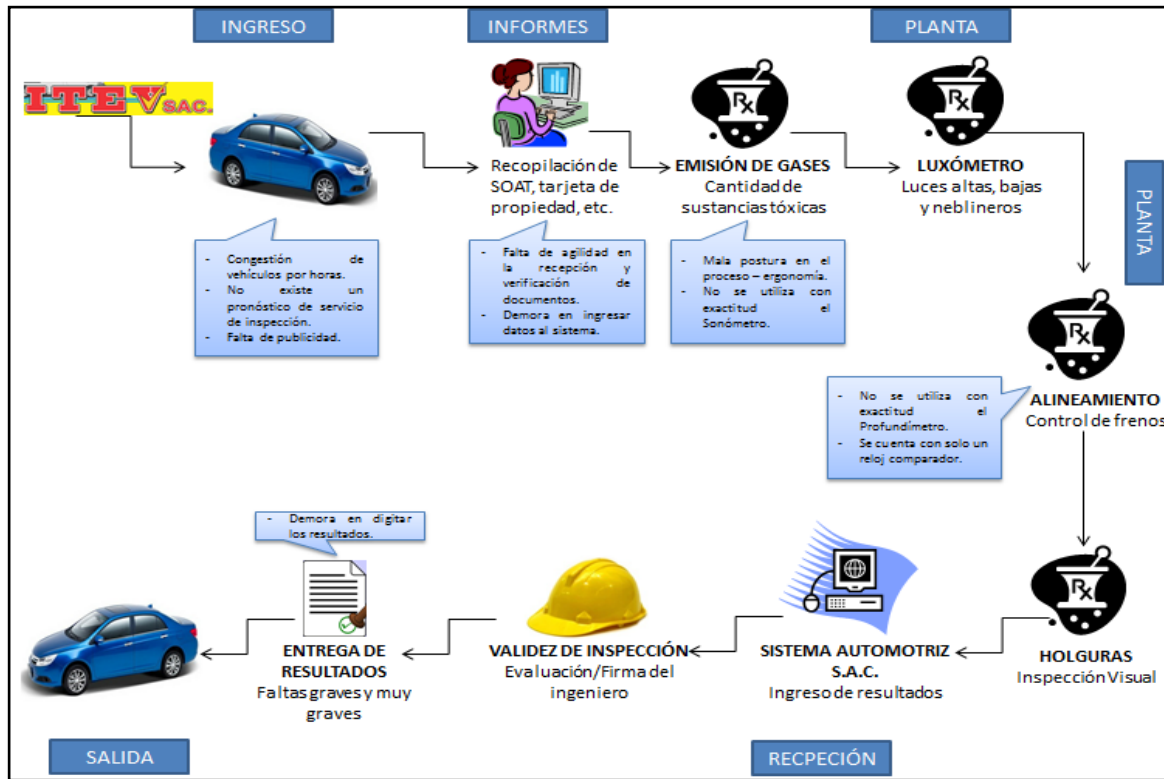 INGRESO
INFORMES
PLANTA
ITEV SAC.
Recopilación de
SOAT, tarjeta de
propiedad, etc.
EMISIÓN DE GASES
Cantidad de
sustancias tóxicas
LUXÓMETRO
Luces altas, bajas
y neblineros
PLANTA
- Congestión de
vehículos por horas.
- No existe un
pronóstico de servicio
de inspección.
- Falta de publicidad.
- Falta de agilidad en
la recepción y
verificación de
documentos.
- Demora en ingresar
datos al sistema.
- Mala postura en el
proceso – ergonomía.
- No se utiliza con
exactitud el
Sonómetro.
- No se utiliza con
exactitud el
Profundímetro.
- Se cuenta con solo un
reloj comparador.
ALINEAMIENTO
Control de frenos
- Demora en digitar
los resultados.
ENTREGA DE
RESULTADOS
Faltas graves y muy
graves
VALIDEZ DE INSPECCIÓN
Evaluación/Firma del
ingeniero
SISTEMA AUTOMOTRIZ
S.A.C.
Ingreso de resultados
HOLGURAS
Inspección Visual
SALIDA
RECPECIÓN
Rx
Rx
Rx
Rx